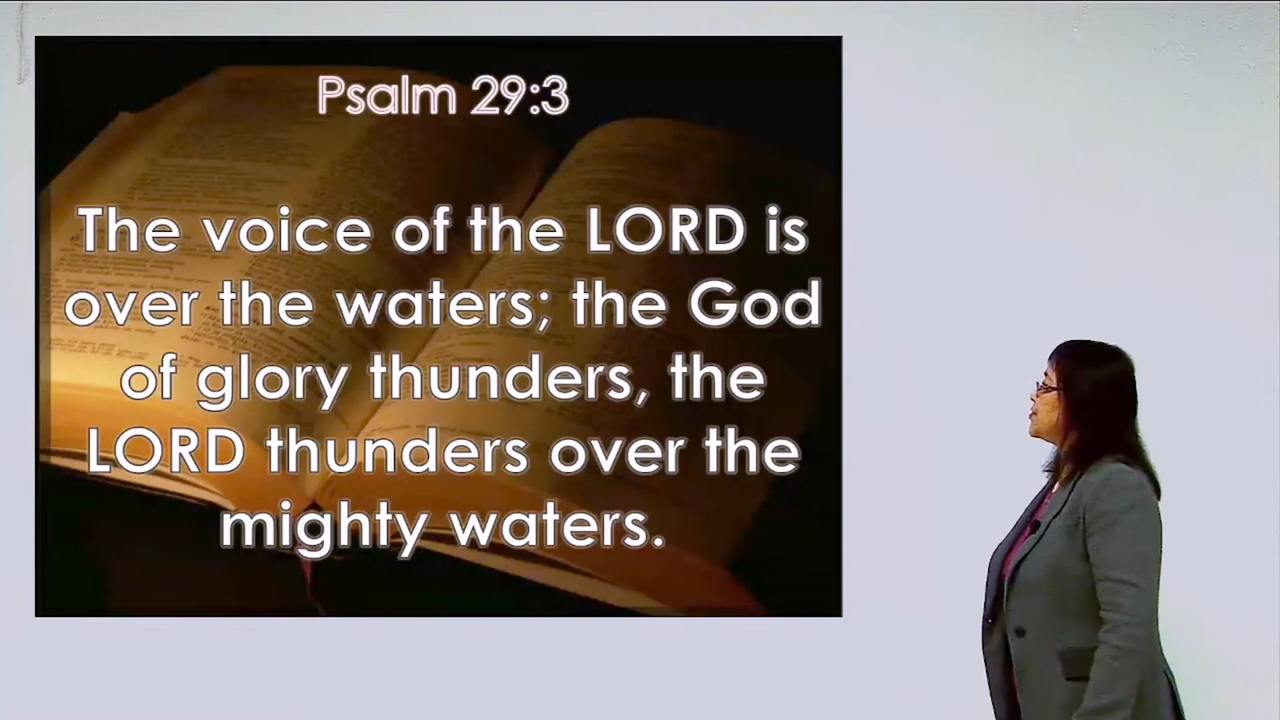 Psalm 29:3
The voice of the LORD is
over the waters; the God
of glory thunders, the
LORD thunders over the
mighty waters.